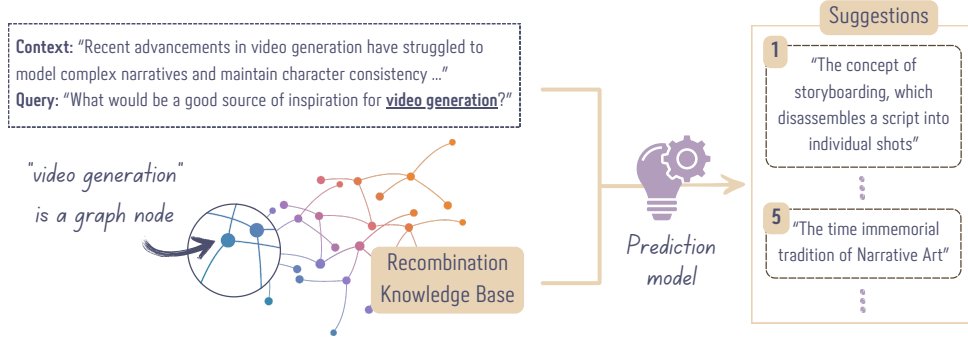 Context: “Recent advancements in video generation have struggled to
model complex narratives and maintain character consistency ...”
Query: “What would be a good source of inspiration for video generation?”
"video generation"
is a graph node
Recombination
Knowledge Base
Prediction
model
Suggestions
1
“The concept of
storyboarding, which
disassembles a script into
individual shots”
5
“The time immemorial
tradition of Narrative Art”